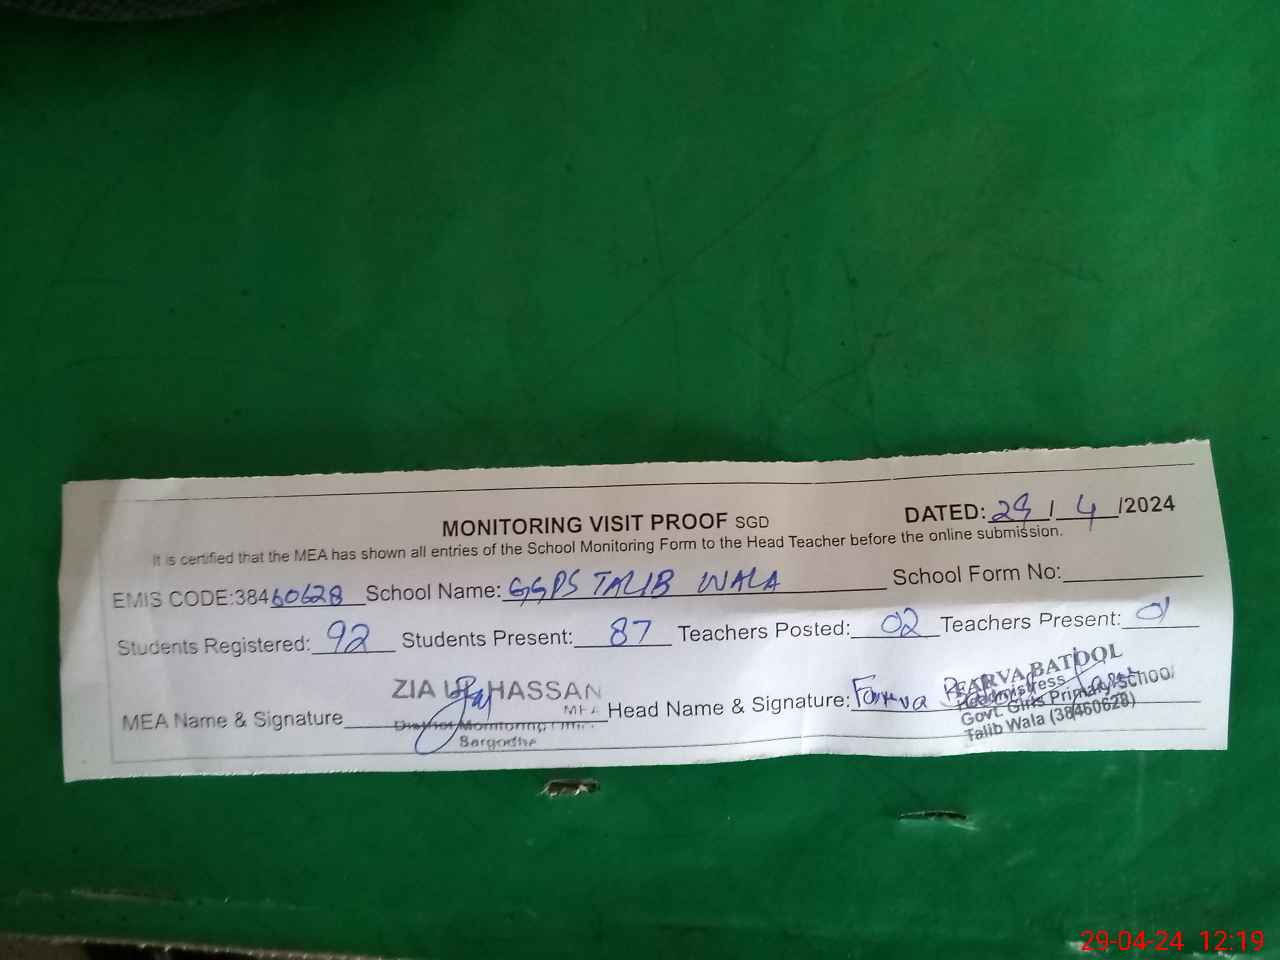 MONITORING VISIT PROOF SGD
DATED: 29 / 4 /2024
It is certified that the MEA has shown all entries of the School Monitoring Form to the Head Teacher before the online submission.
EMIS CODE:38460628 School Name: GGPS TALIB WALA School Form No:
Students Registered: 92 Students Present: 87 Teachers Posted: 02 Teachers Present: 01
MEA Name & Signature
ZIA UL HASSAN
MEA
District Monitoring Office
Sargodha
Head Name & Signature: Farva Batool
FARVA BATOOL
Headmistress
Govt. Girls Primary School
Talib Wala (38460628)
29-04-24 12:19